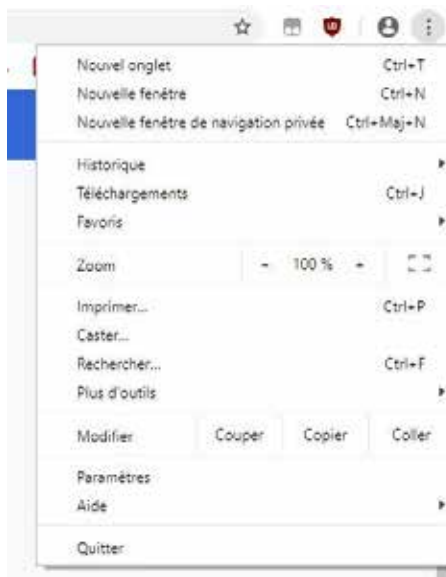 Nouvel onglet Ctrl+T
Nouvelle fenêtre Ctrl+N
Nouvelle fenêtre de navigation privée Ctrl+Maj+N
Historique
Téléchargements Ctrl+J
Favoris
Zoom - 100 % +
Imprimer... Ctrl+P
Caster...
Rechercher... Ctrl+F
Plus d'outils
Modifier Couper Copier Coller
Paramètres
Aide
Quitter